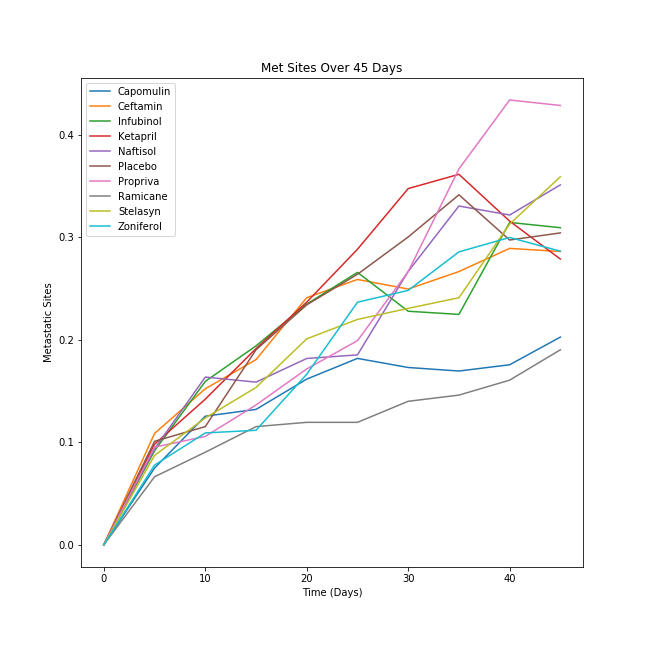 Met Sites Over 45 Days
Capomulin
Ceftamin
Infubinol
Ketapril
Naftisol
Placebo
Propriva
Ramicane
Stelasyn
Zoniferol
Metastatic Sites
0.4
0.3
0.2
0.1
0.0
0 10 20 30 40
Time (Days)